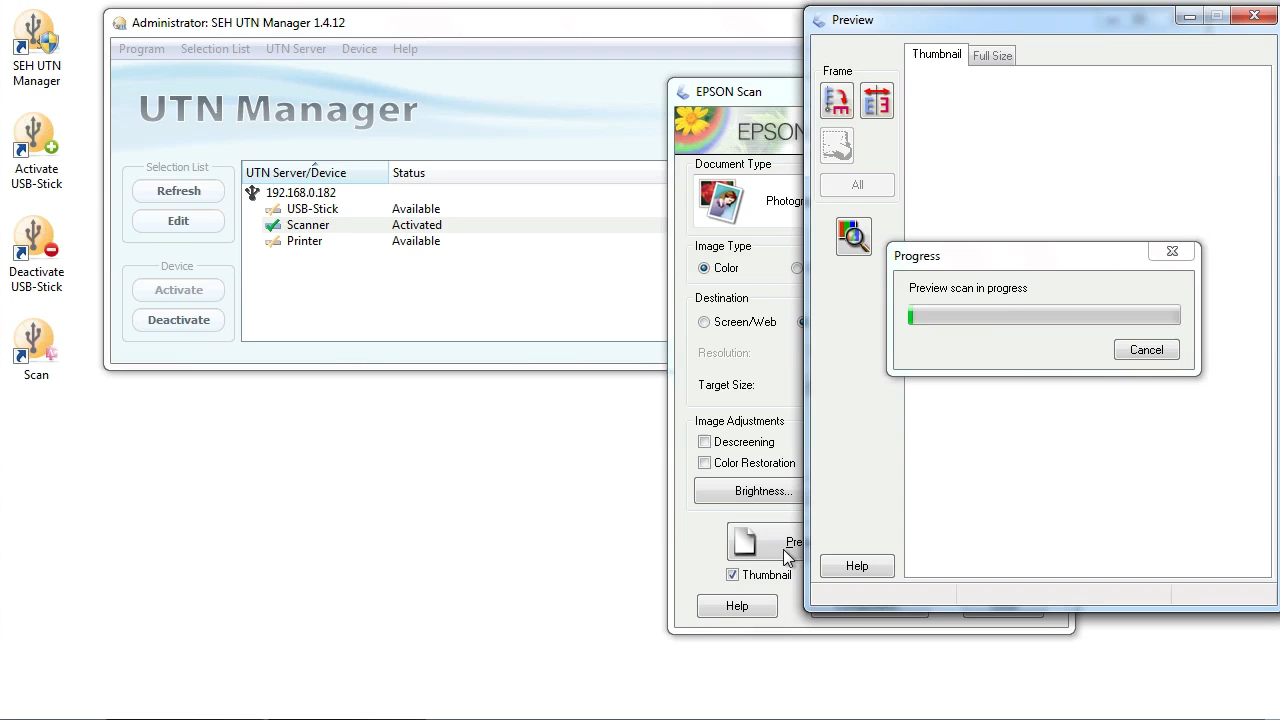 SEH UTN
Manager
Activate
USB-Stick
Deactivate
USB-Stick
Scan
Administrator: SEH UTN Manager 1.4.12
Program Selection List UTN Server Device Help
UTN Manager
Selection List
Refresh
Edit
Device
Activate
Deactivate
UTN Server/Device Status
192.168.0.182
USB-Stick Available
Scanner Activated
Printer Available
EPSON Scan
EPSON
Document Type
Image Type
Color
Destination
Screen/Web
Resolution:
Target Size:
Image Adjustments
Descreening
Color Restoration
Brightness...
Thumbnail
Help
Preview
Frame
Thumbnail Full Size
All
Help
Progress
Preview scan in progress
Cancel